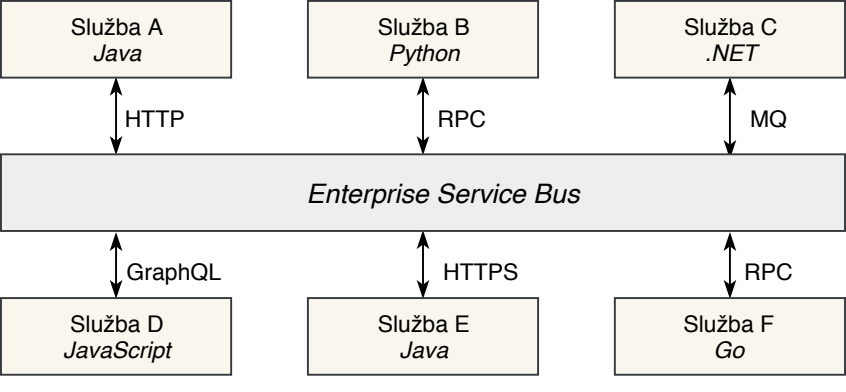 Služba A
Java
Služba B
Python
Služba C
.NET
HTTP
RPC
MQ
Enterprise Service Bus
GraphQL
HTTPS
RPC
Služba D
JavaScript
Služba E
Java
Služba F
Go